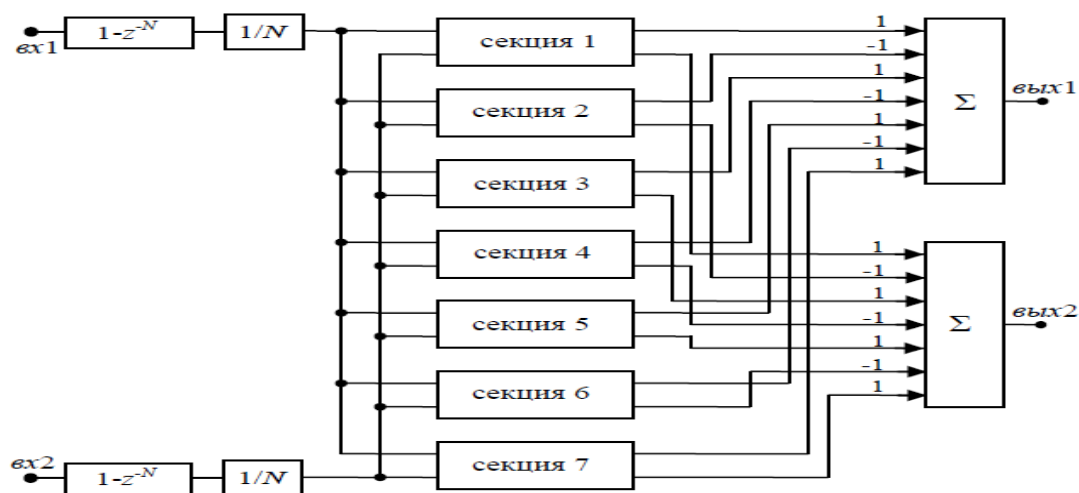 вх1
1-z⁻ᴺ
1/N
секция 1
секция 2
секция 3
секция 4
секция 5
секция 6
секция 7
1
-1
1
-1
1
-1
1
Σ
вых1
1
-1
1
-1
1
-1
1
Σ
вых2
вх2
1-z⁻ᴺ
1/N